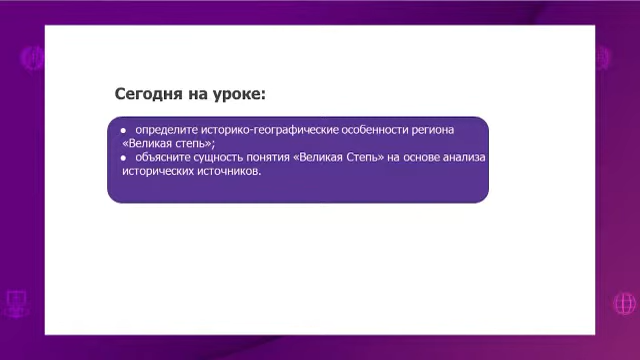 Сегодня на уроке:
● определите историко-географические особенности региона
«Великая степь»;
● объясните сущность понятия «Великая Степь» на основе анализа
исторических источников.